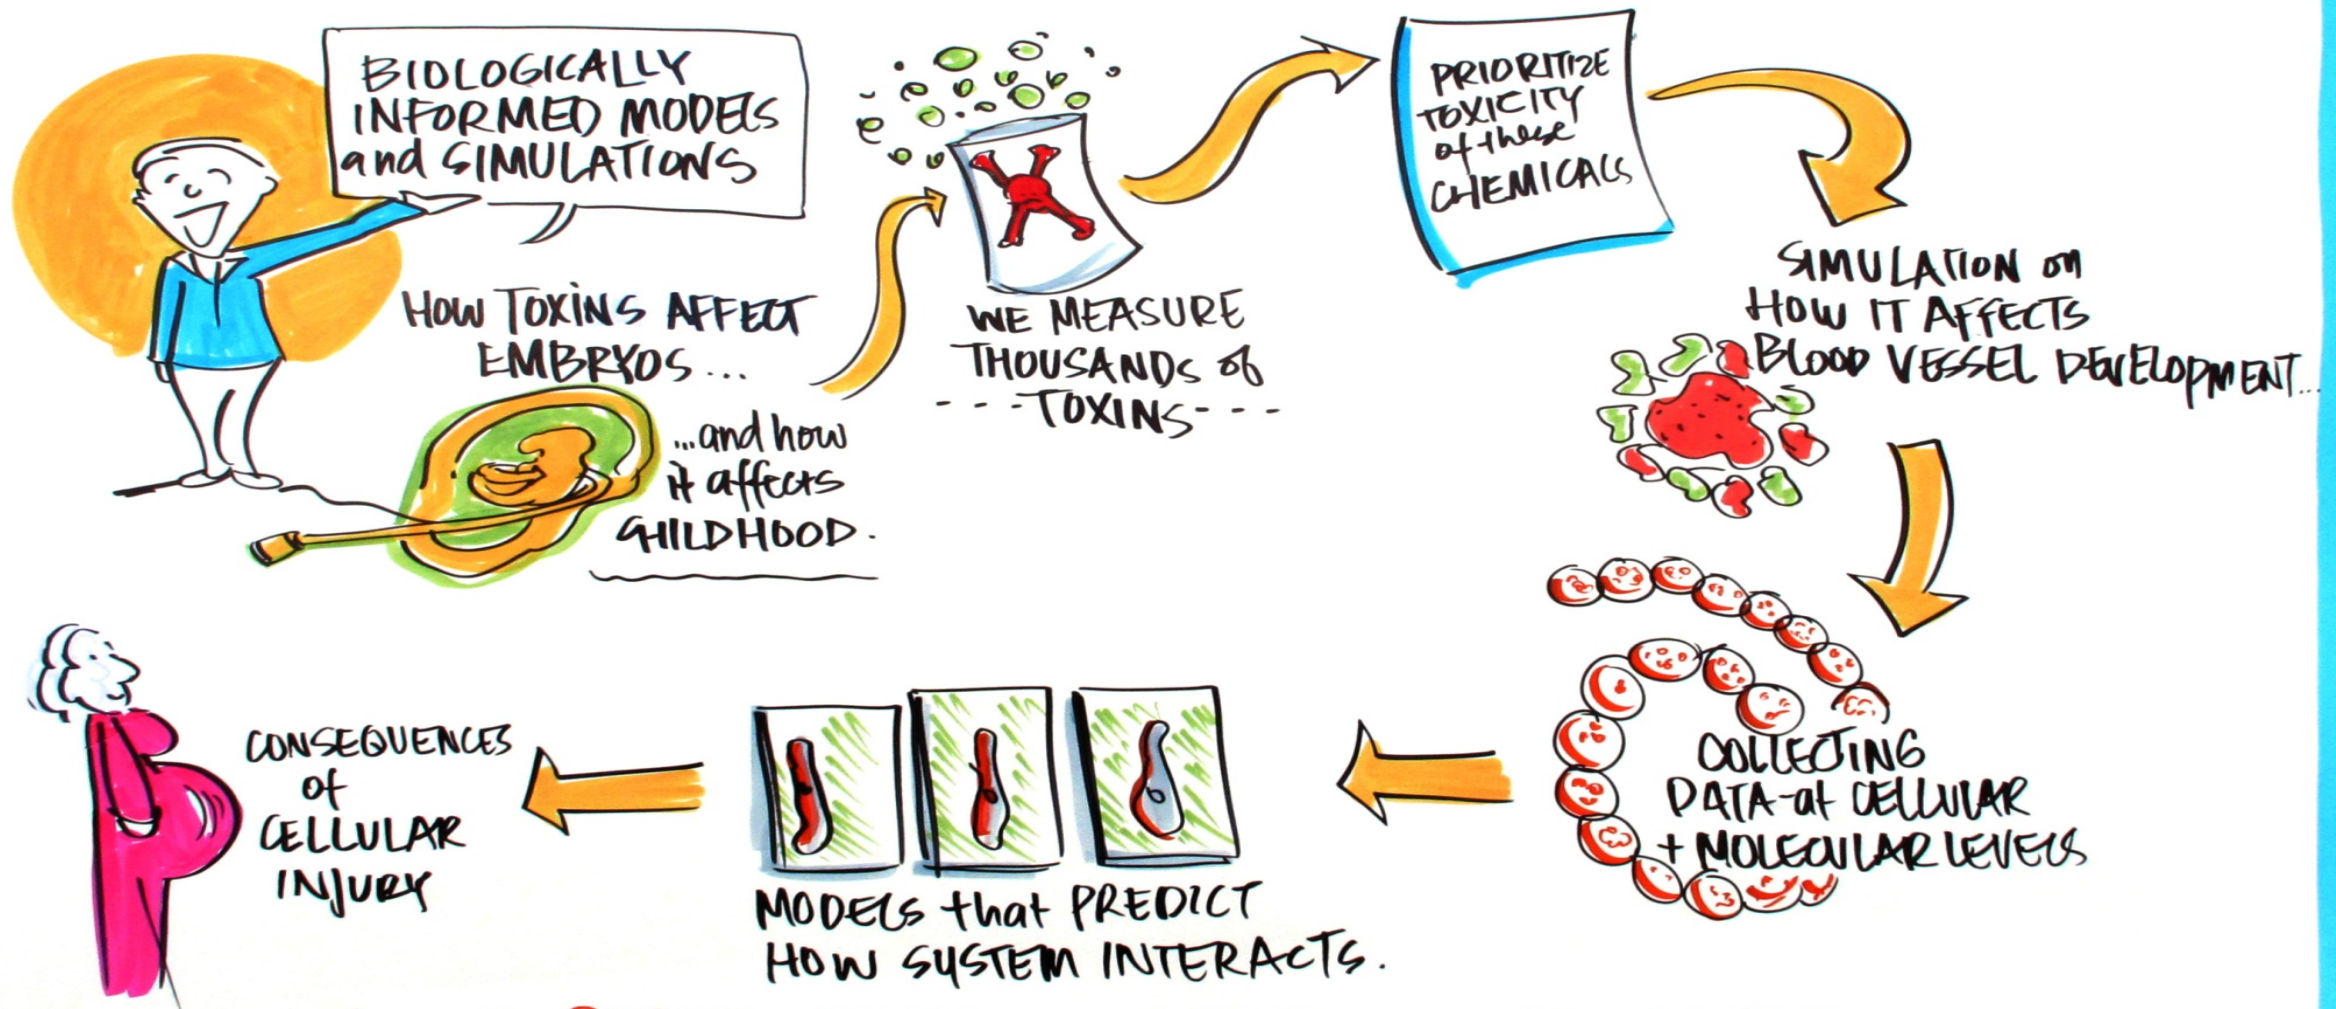 BIOLOGICALLY
INFORMED MODELS
and SIMULATIONS
HOW TOXINS AFFECT
EMBRYOS...
...and how
it affects
CHILDHOOD.
WE MEASURE
THOUSANDS of
---TOXINS---
PRIORITIZE
TOXICITY
of these
CHEMICALS
SIMULATION on
HOW IT AFFECTS
BLOOD VESSEL DEVELOPMENT...
COLLECTING
DATA at CELLULAR
+ MOLECULAR LEVELS
MODELS that PREDICT
HOW SYSTEM INTERACTS.
CONSEQUENCES
of
CELLULAR
INJURY